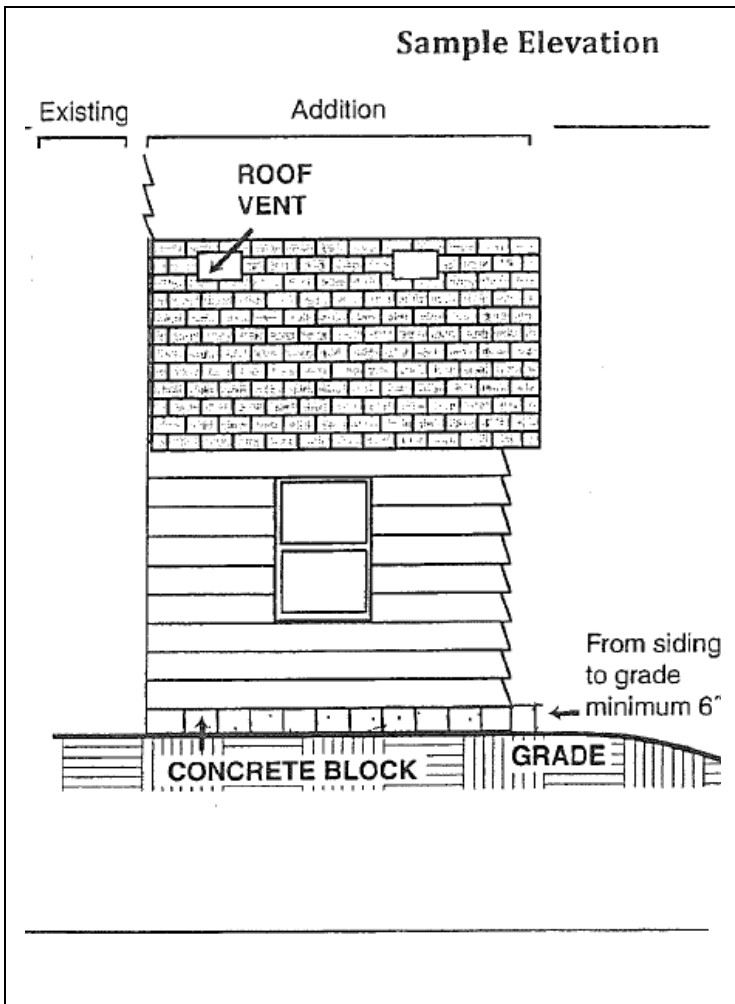 Sample Elevation
Existing
Addition
ROOF
VENT
From siding
to grade
minimum 6"
GRADE
CONCRETE BLOCK